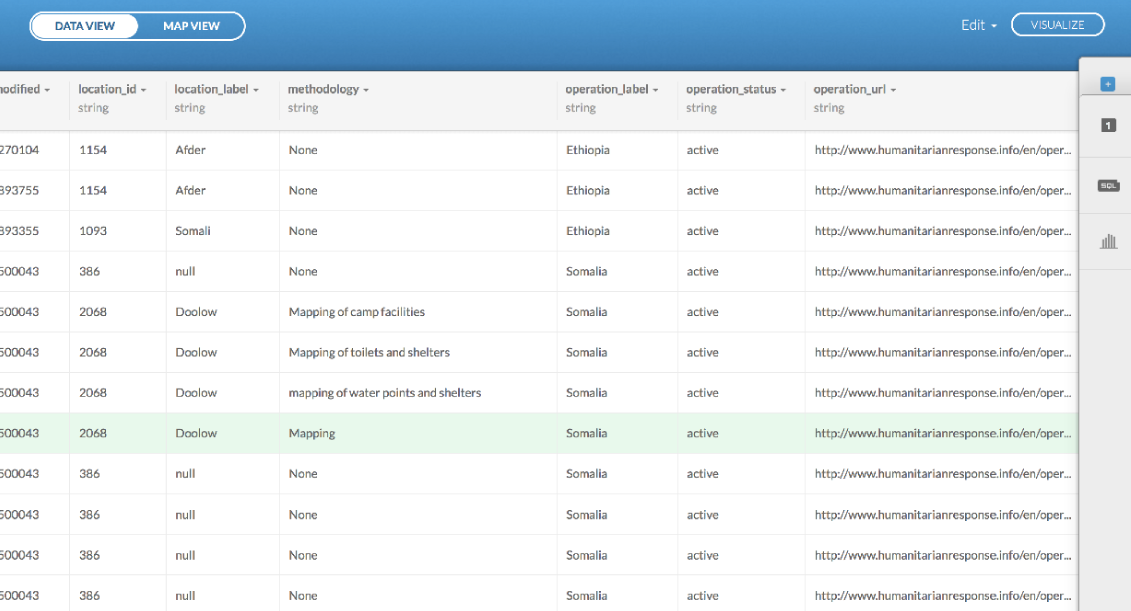 DATA VIEW MAP VIEW Edit VISUALIZE
odified location_id location_label methodology operation_label operation_status operation_url
string string string string string string
270104 1154 Afder None Ethiopia active http://www.humanitarianresponse.info/en/oper...
893755 1154 Afder None Ethiopia active http://www.humanitarianresponse.info/en/oper...
893355 1093 Somali None Ethiopia active http://www.humanitarianresponse.info/en/oper...
500043 386 null None Somalia active http://www.humanitarianresponse.info/en/oper...
500043 2068 Doolow Mapping of camp facilities Somalia active http://www.humanitarianresponse.info/en/oper...
500043 2068 Doolow Mapping of toilets and shelters Somalia active http://www.humanitarianresponse.info/en/oper...
500043 2068 Doolow mapping of water points and shelters Somalia active http://www.humanitarianresponse.info/en/oper...
500043 2068 Doolow Mapping Somalia active http://www.humanitarianresponse.info/en/oper...
500043 386 null None Somalia active http://www.humanitarianresponse.info/en/oper...
500043 386 null None Somalia active http://www.humanitarianresponse.info/en/oper...
500043 386 null None Somalia active http://www.humanitarianresponse.info/en/oper...
500043 386 null None Somalia active http://www.humanitarianresponse.info/en/oper...
+
1
SQL